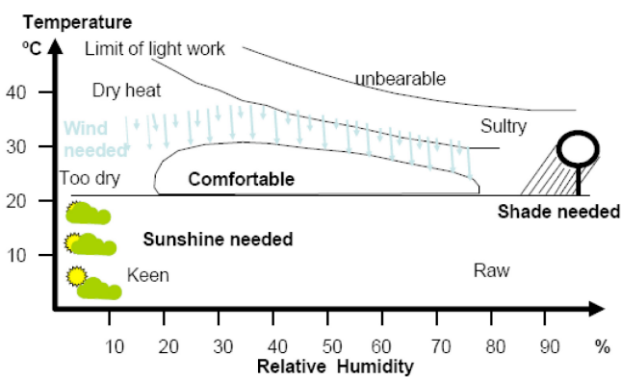 Temperature
ºC
Limit of light work
unbearable
40
Dry heat
Wind
needed
Sultry
30
Too dry
Comfortable
20
Shade needed
Sunshine needed
10
Keen
Raw
10 20 30 40 50 60 70 80 90 %
Relative Humidity